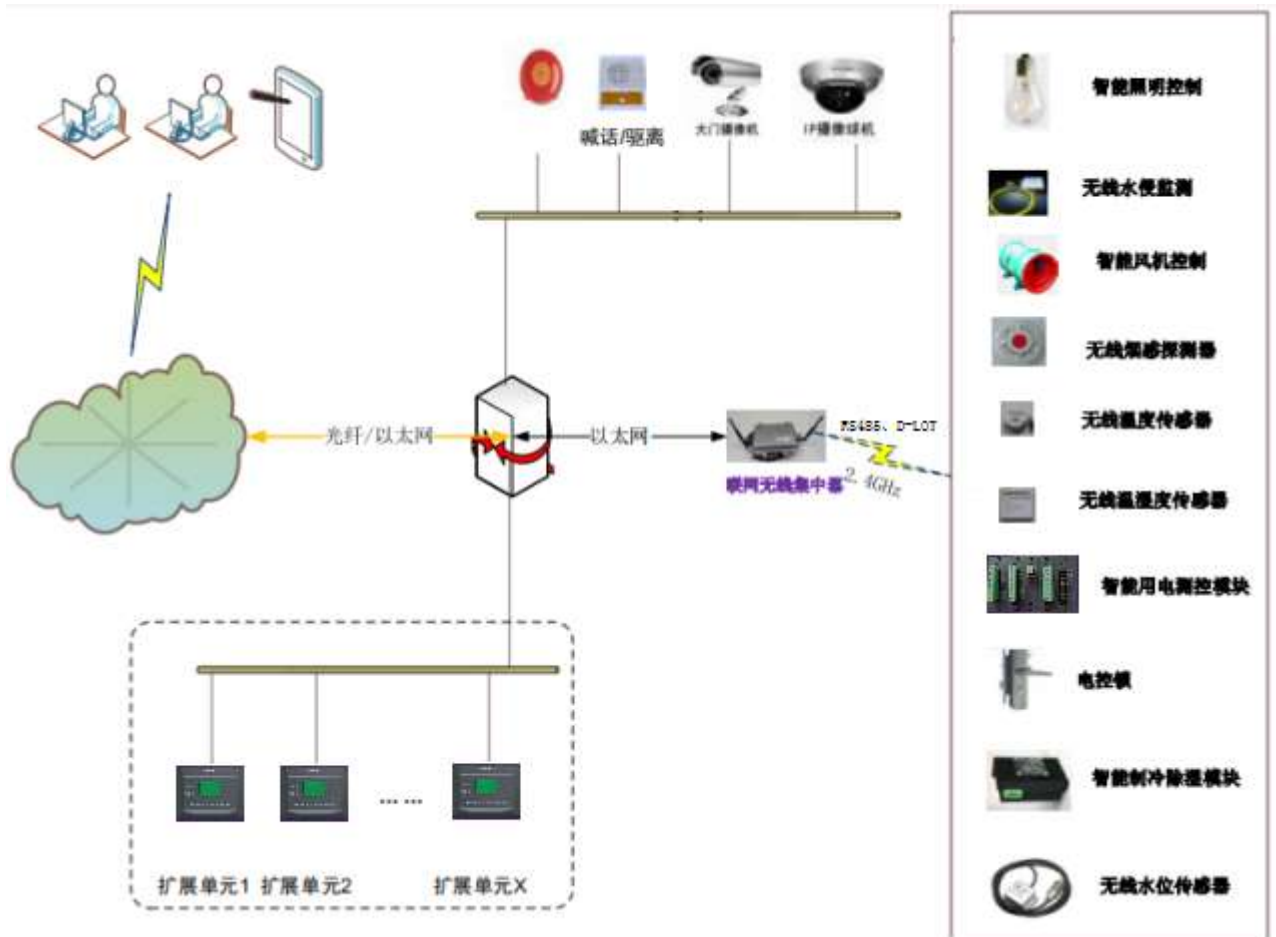 喊话/驱离
大门摄像机
IP摄像球机
光纤/以太网
以太网
RS485、D-LOT
2.4GHz
联网无线集中器
扩展单元1
扩展单元2
... ...
扩展单元X
智能照明控制
无线水侵监测
智能风机控制
无线烟感探测器
无线温度传感器
无线温湿度传感器
智能用电测控模块
电控锁
智能制冷除湿模块
无线水位传感器